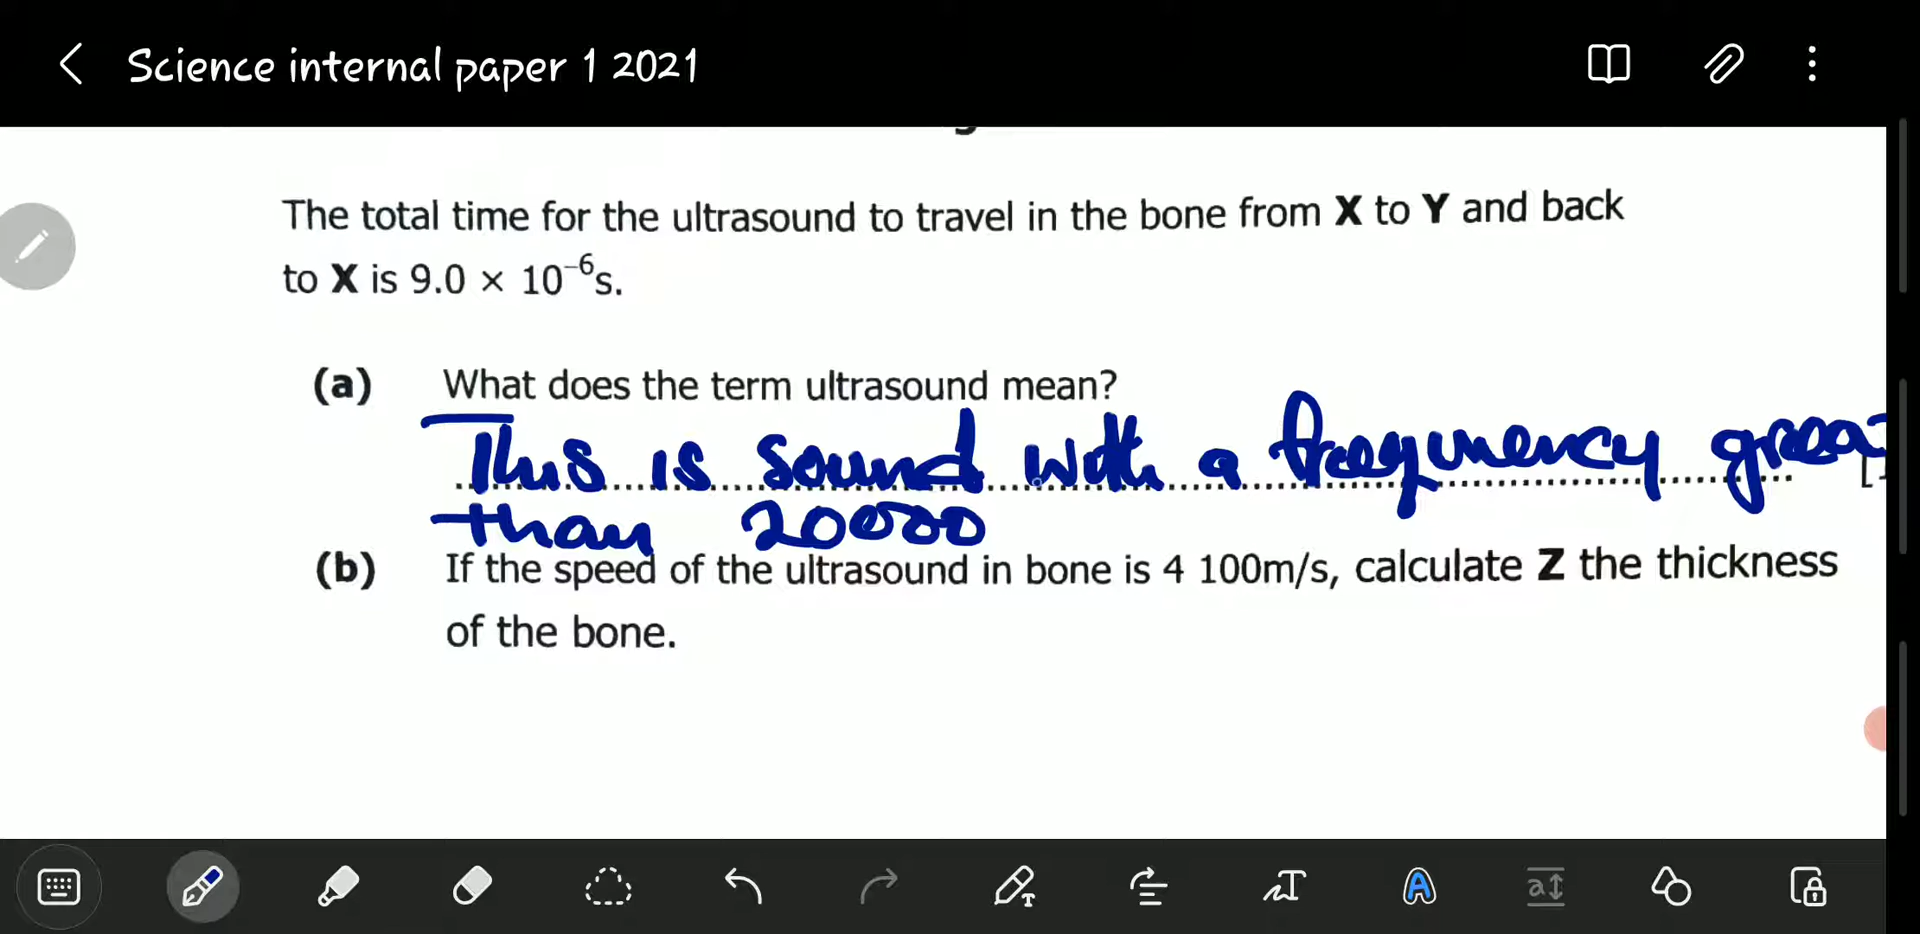 Science internal paper 1 2021
The total time for the ultrasound to travel in the bone from X to Y and back
to X is 9.0 × 10⁻⁶s.
(a) What does the term ultrasound mean?
This is sound with a frequency grea
than 20000
(b) If the speed of the ultrasound in bone is 4 100m/s, calculate Z the thickness
of the bone.